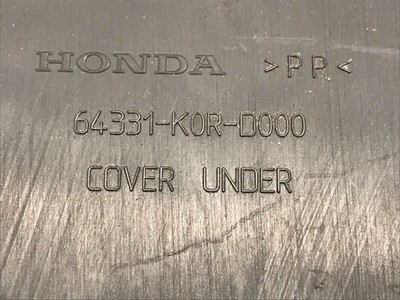 HONDA >PP<
64331-K0R-D000
COVER UNDER